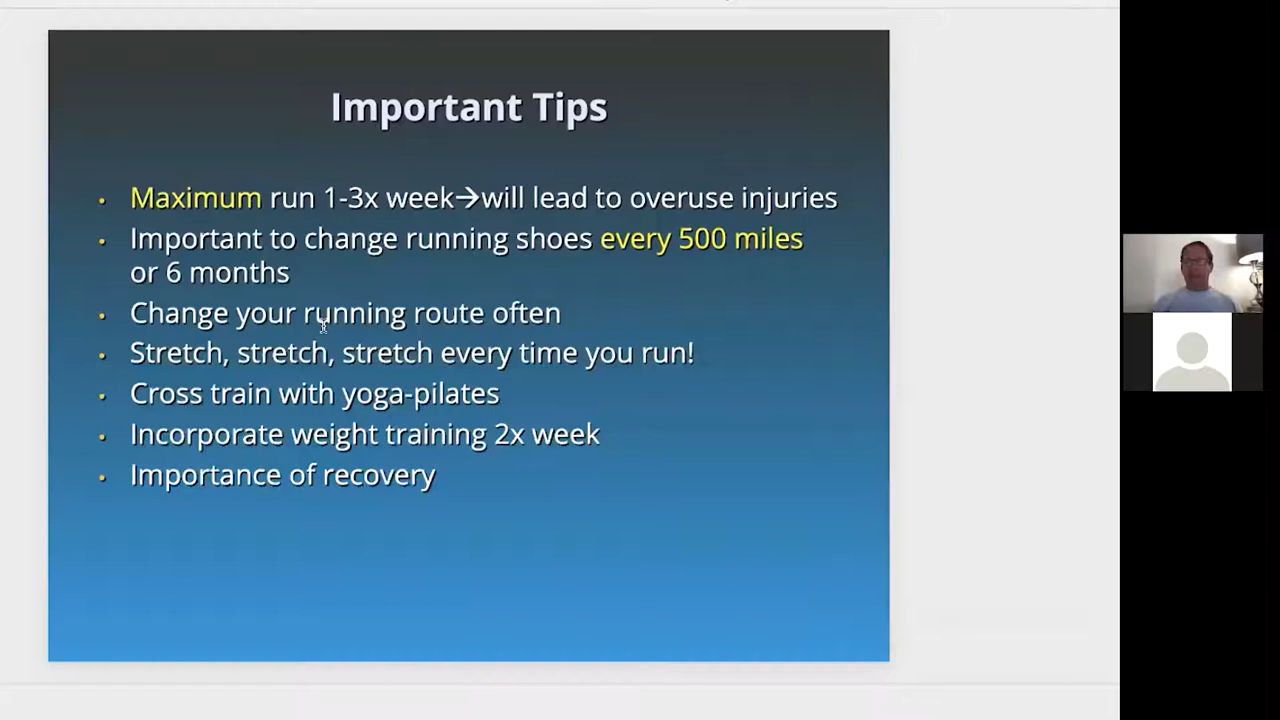 Important Tips
Maximum run 1-3x week→will lead to overuse injuries
Important to change running shoes every 500 miles
or 6 months
Change your running route often
Stretch, stretch, stretch every time you run!
Cross train with yoga-pilates
Incorporate weight training 2x week
Importance of recovery